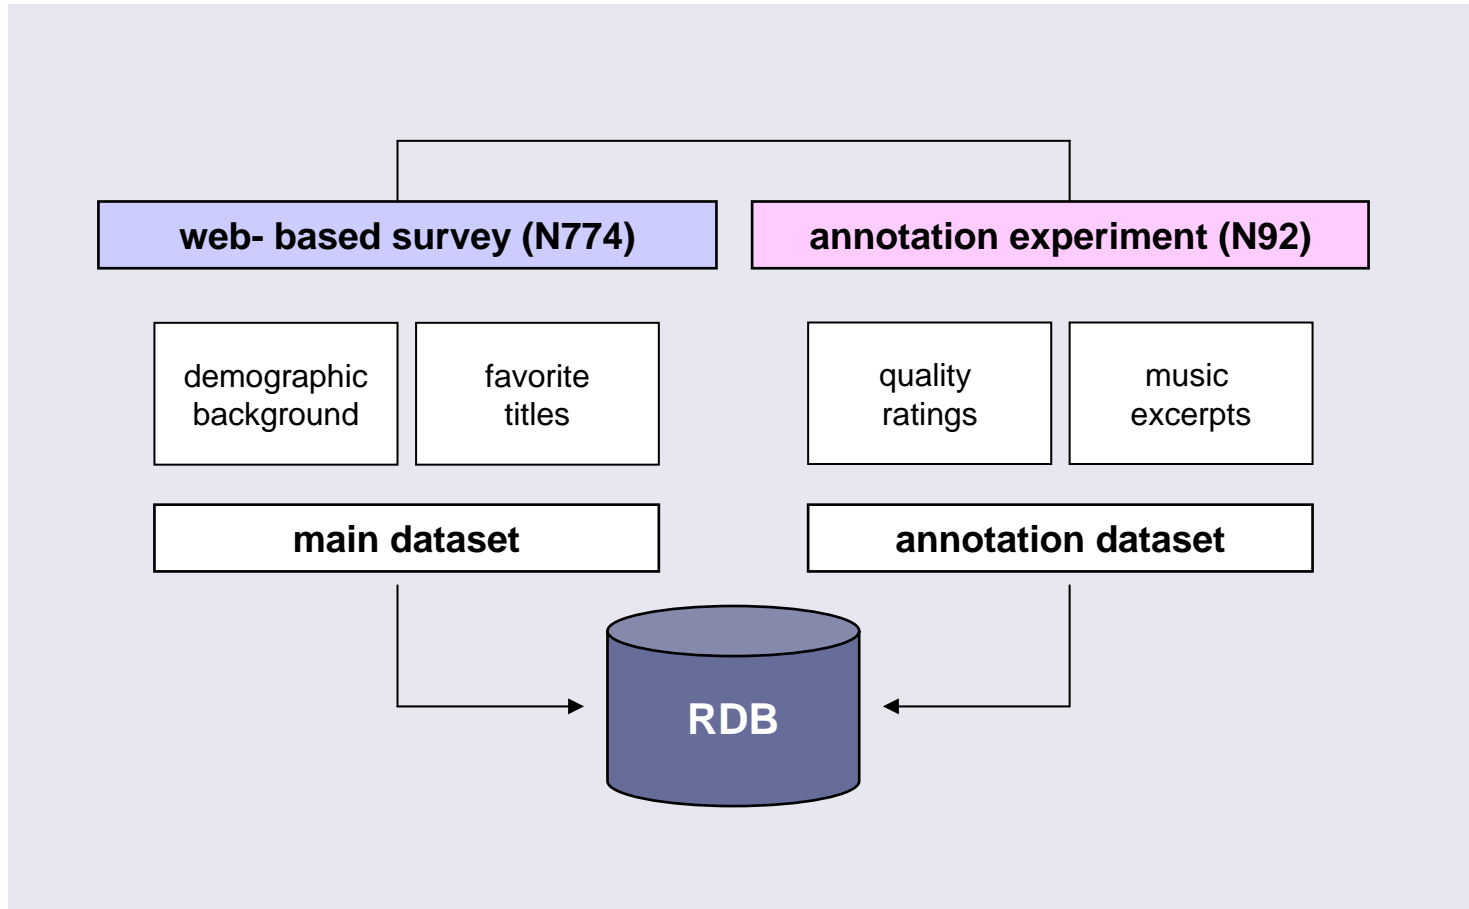 web- based survey (N774)
annotation experiment (N92)
demographic
background
favorite
titles
quality
ratings
music
excerpts
main dataset
annotation dataset
RDB